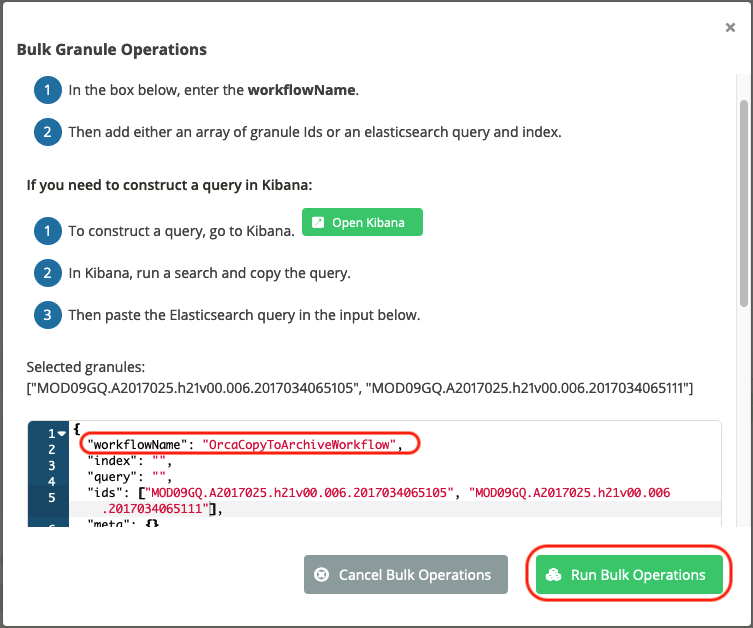 ×
Bulk Granule Operations
1 In the box below, enter the workflowName.
2 Then add either an array of granule Ids or an elasticsearch query and index.
If you need to construct a query in Kibana:
1 To construct a query, go to Kibana. Open Kibana
2 In Kibana, run a search and copy the query.
3 Then paste the Elasticsearch query in the input below.
Selected granules:
["MOD09GQ.A2017025.h21v00.006.2017034065105", "MOD09GQ.A2017025.h21v00.006.2017034065111"]
1 {
2 "workflowName": "OrcaCopyToArchiveWorkflow",
3 "index": "",
4 "query": "",
5 "ids": ["MOD09GQ.A2017025.h21v00.006.2017034065105", "MOD09GQ.A2017025.h21v00.006
.2017034065111"],
6 "meta": {}
Cancel Bulk Operations Run Bulk Operations